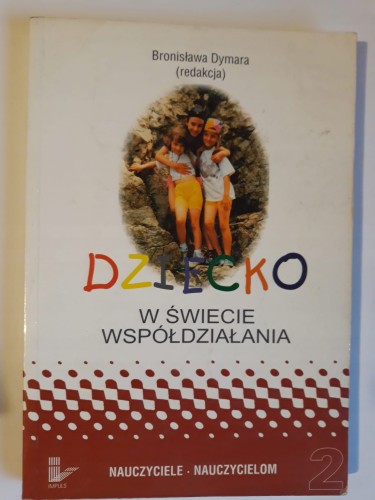 Bronisława Dymara
(redakcja)
DZIECKO
W ŚWIECIE
WSPÓŁDZIAŁANIA
IMPULS
NAUCZYCIELE - NAUCZYCIELOM
2